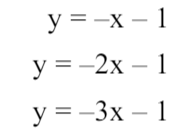 y = –x – 1
y = –2x – 1
y = –3x – 1